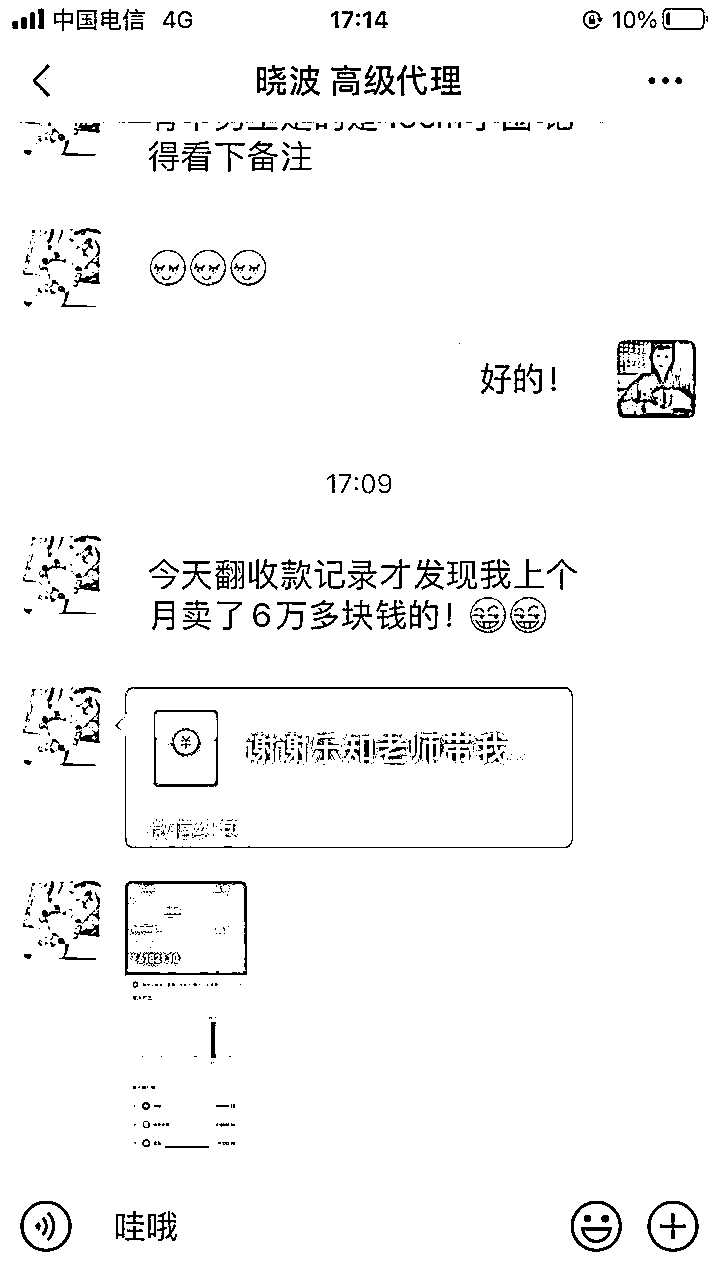 中国电信 4G 17:14 10%
晓波 高级代理
得看下备注
好的！
17:09
今天翻收款记录才发现我上个
月卖了6万多块钱的！
谢谢乐知老师带我...
微信红包
哇哦